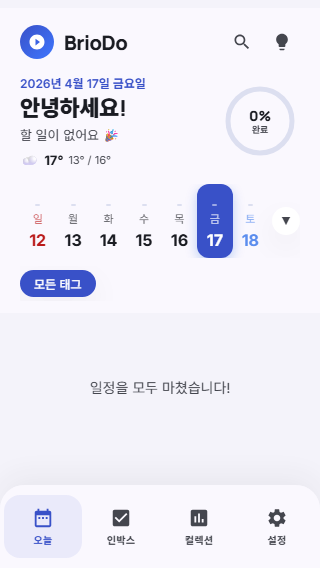 BrioDo
2026년 4월 17일 금요일
안녕하세요!
할 일이 없어요 🎉
0%
완료
17° 13° / 16°
– – – – – – –
일 월 화 수 목 금 토
12 13 14 15 16 17 18
▼
모든 태그
일정을 모두 마쳤습니다!
오늘 인박스 컬렉션 설정